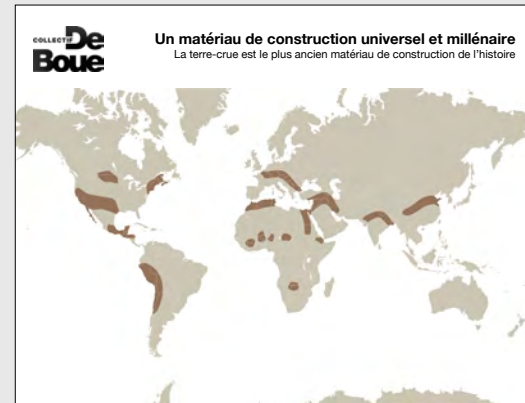 COLLECTIF De
Boue
Un matériau de construction universel et millénaire
La terre-crue est le plus ancien matériau de construction de l'histoire